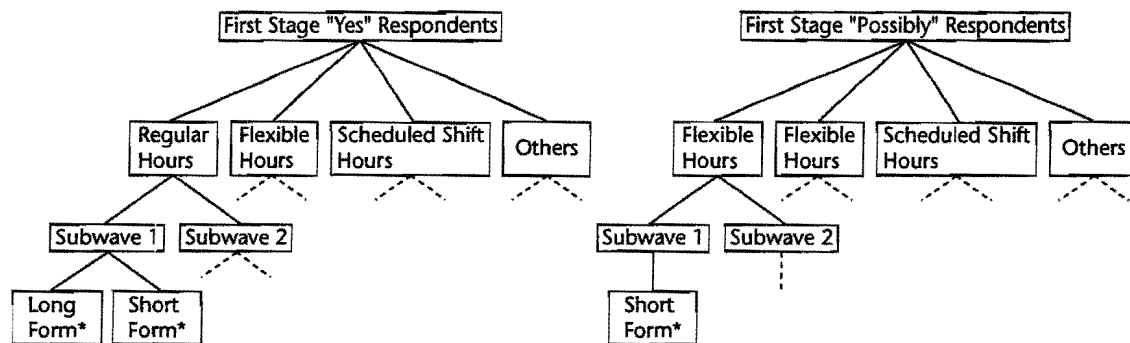 First Stage "Yes" Respondents
First Stage "Possibly" Respondents
Regular
Hours
Flexible
Hours
Scheduled Shift
Hours
Others
Flexible
Hours
Flexible
Hours
Scheduled Shift
Hours
Others
Subwave 1
Subwave 2
Subwave 1
Subwave 2
Long
Form*
Short
Form*
Short
Form*